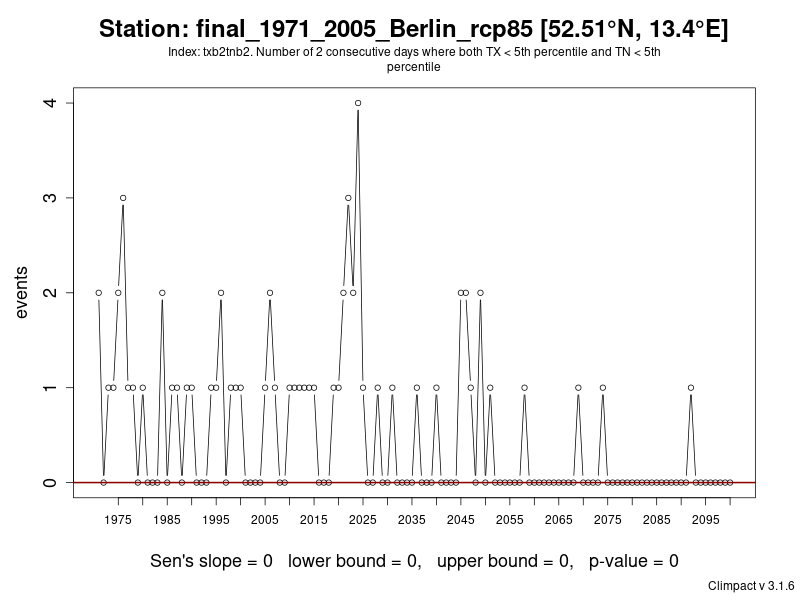 Station: final_1971_2005_Berlin_rcp85 [52.51°N, 13.4°E]
Index: txb2tnb2. Number of 2 consecutive days where both TX < 5th percentile and TN < 5th
percentile
4
3
2
1
0
events
1975 1985 1995 2005 2015 2025 2035 2045 2055 2065 2075 2085 2095
Sen's slope = 0 lower bound = 0, upper bound = 0, p-value = 0
Climpact v 3.1.6